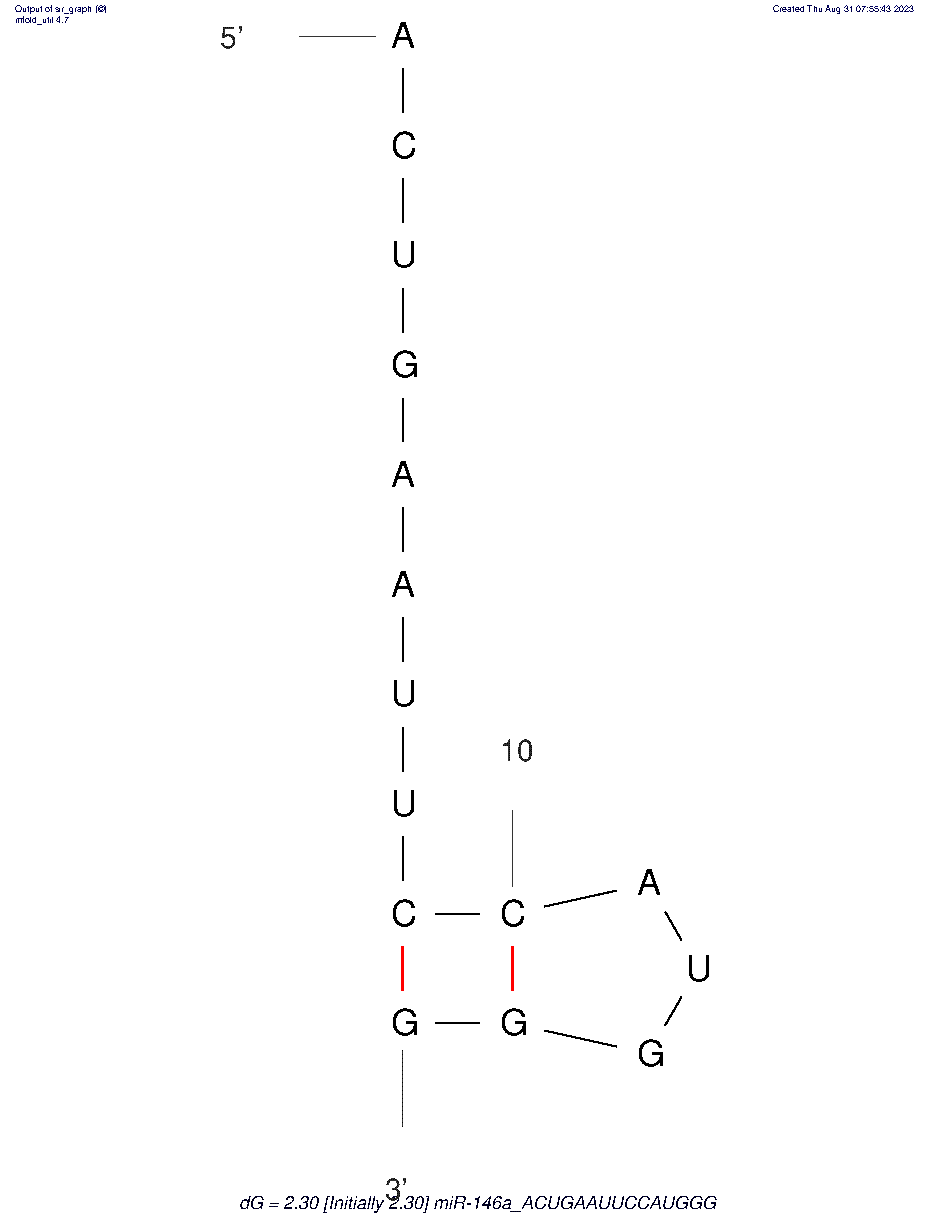 Output of sir_graph (©)
mfold_util 4.7
Created Thu Aug 31 07:55:43 2023
5’ A
C
U
G
A
A
U
10
U
A
C C
U
G G
G
3’
dG = 2.30 [Initially 2.30] miR-146a_ACUGAAUUCCAUGGG